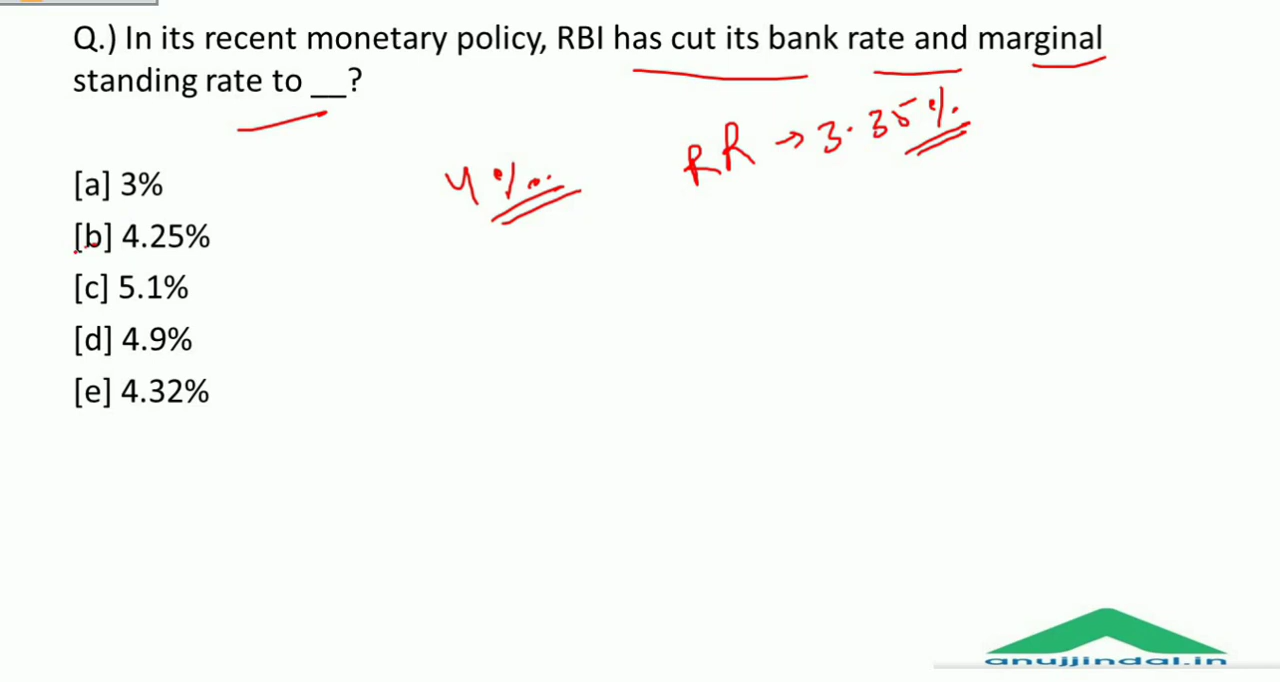 Q.) In its recent monetary policy, RBI has cut its bank rate and marginal
standing rate to __?
RR → 3.35%
4%
[a] 3%
[b] 4.25%
[c] 5.1%
[d] 4.9%
[e] 4.32%
anujjindal.in